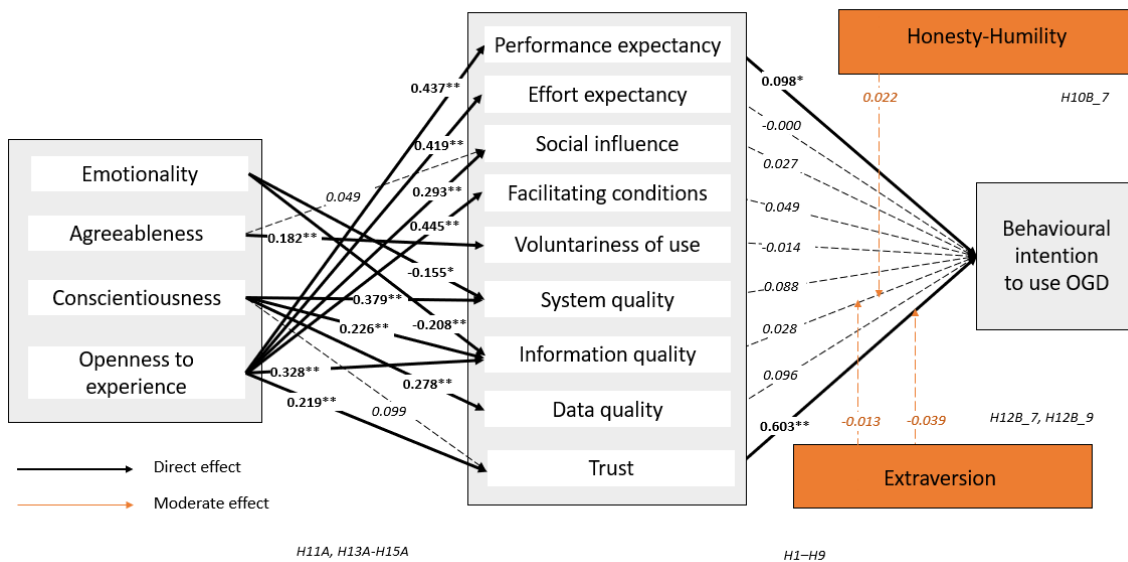 Honesty-Humility
H10B_7
0.022
Performance expectancy
Effort expectancy
Social influence
Facilitating conditions
Voluntariness of use
System quality
Information quality
Data quality
Trust
Emotionality
Agreeableness
Conscientiousness
Openness to
experience
0.437**
0.419**
0.049
0.293**
0.445**
0.182**
-0.155*
0.379**
-0.208**
0.226**
0.328**
0.278**
0.219**
0.099
0.098*
-0.000
0.027
0.049
-0.014
0.088
0.028
0.096
0.603**
Behavioural
intention
to use OGD
-0.013
-0.039
H12B_7, H12B_9
Extraversion
Direct effect
Moderate effect
H11A, H13A-H15A
H1–H9